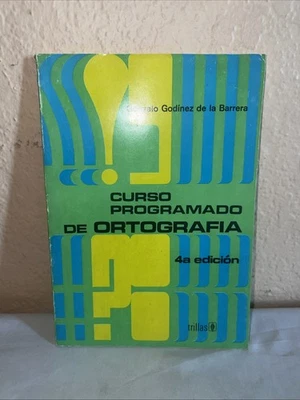 Godínez de la Barrera
CURSO
PROGRAMADO
DE ORTOGRAFIA
4a edición
trillas